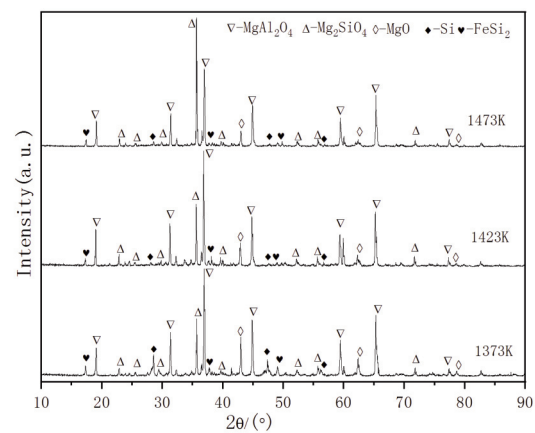 ▽-MgAl₂O₄ △-Mg₂SiO₄ ◇-MgO ♦-Si ♥-FeSi₂
1473K
1423K
1373K
Intensity(a.u.)
10 20 30 40 50 60 70 80 90
2θ/(°)